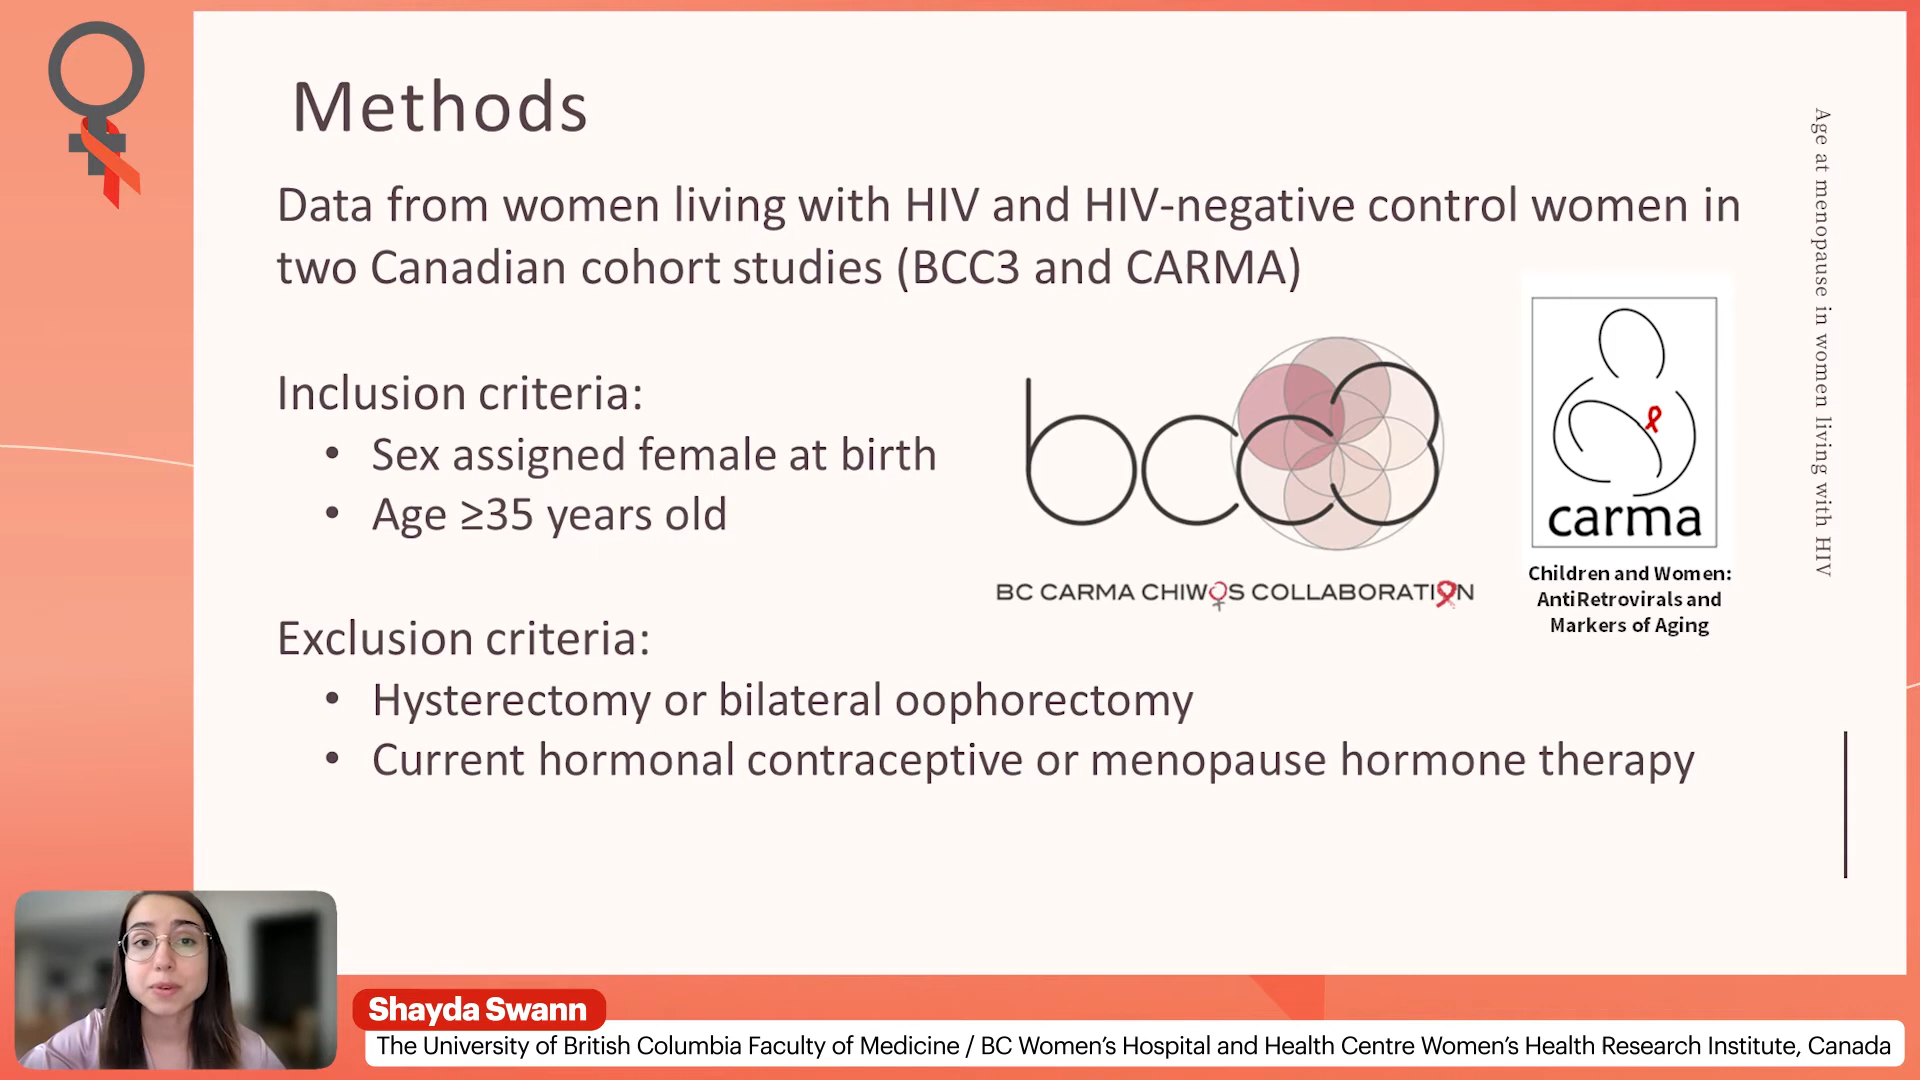 Methods
Data from women living with HIV and HIV-negative control women in
two Canadian cohort studies (BCC3 and CARMA)
Inclusion criteria:
• Sex assigned female at birth
• Age ≥35 years old
Exclusion criteria:
• Hysterectomy or bilateral oophorectomy
• Current hormonal contraceptive or menopause hormone therapy
bcc3
BC CARMA CHIWOS COLLABORATION
carma
Children and Women:
AntiRetrovirals and
Markers of Aging
Age at menopause in women living with HIV
Shayda Swann
The University of British Columbia Faculty of Medicine / BC Women’s Hospital and Health Centre Women’s Health Research Institute, Canada